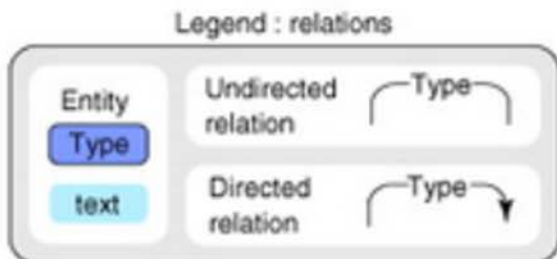 Legend : relations
Entity
Type
text
Undirected
relation
Type
Directed
relation
Type